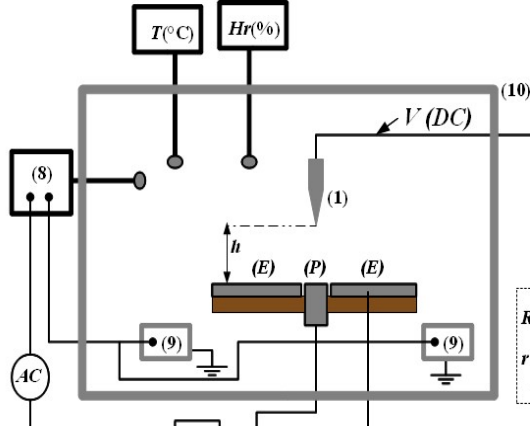 T(°C)
Hr(%)
(10)
V (DC)
(8)
(1)
h
(E)
(P)
(E)
(9)
(9)
AC
R
r